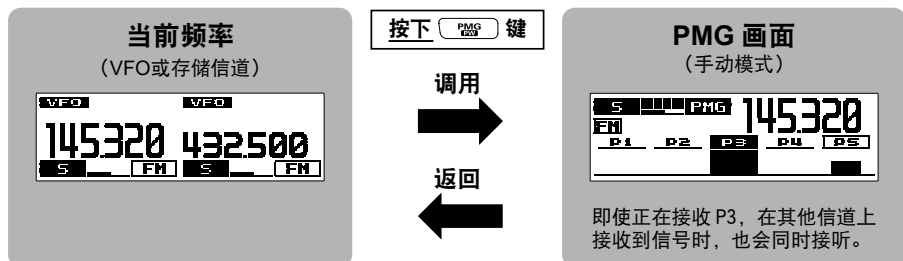 当前频率
（VFO或存储信道）
VFO VFO
145.320 432.500
S FM S FM
按下 PMG PAW 键
调用
返回
PMG 画面
（手动模式）
S PMG 145.320
FM
P1 P2 P3 P4 P5
即使正在接收 P3，在其他信道上
接收到信号时，也会同时接听。